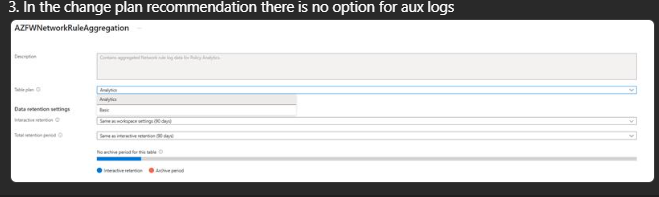 3. In the change plan recommendation there is no option for aux logs
AZFWNetworkRuleAggregation
Description
Contains aggregated Network rule log data for Policy Analytics.
Table plan
Analytics
Analytics
Basic
Data retention settings
Interactive retention
Same as workspace settings (90 days)
Total retention period
Same as interactive retention (90 days)
No archive period for this table
Interactive retention
Archive period